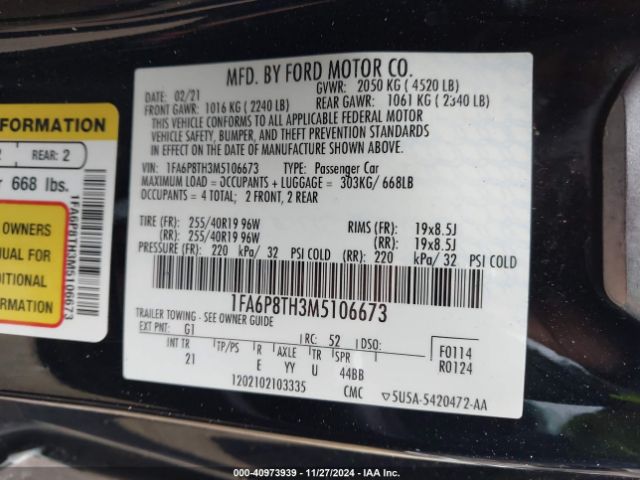 MFD. BY FORD MOTOR CO.
DATE: 02/21 GVWR: 2050 KG ( 4520 LB)
FRONT GAWR: 1016 KG ( 2240 LB) REAR GAWR: 1061 KG ( 2340 LB)
THIS VEHICLE CONFORMS TO ALL APPLICABLE FEDERAL MOTOR
VEHICLE SAFETY, BUMPER, AND THEFT PREVENTION STANDARDS
IN EFFECT ON THE DATE OF MANUFACTURE SHOWN ABOVE.
VIN: 1FA6P8TH3M5106673 TYPE: Passenger Car
MAXIMUM LOAD = OCCUPANTS + LUGGAGE = 303KG/ 668LB
OCCUPANTS = 4 TOTAL; 2 FRONT, 2 REAR
TIRE (FR): 255/40R19 96W RIMS (FR): 19x8.5J
(RR): 255/40R19 96W (RR): 19x8.5J
PRESSURE (FR): 220 kPa/ 32 PSI COLD (RR): 220 kPa/ 32 PSI COLD
1FA6P8TH3M5106673
TRAILER TOWING - SEE OWNER GUIDE
EXT PNT: G1 RC: 52 DSO:
INT TR TP/PS R AXLE TR SPR
21 E YY U 44BB
F0114
R0124
1202102103335 CMC 5U5A-5420472-AA
FORMATION
2 REAR: 2
r 668 lbs.
OWNERS
NUAL FOR
DITIONAL
RMATION
1FA6P8TH3M5106673
000-40973939 - 11/27/2024 - IAA Inc.